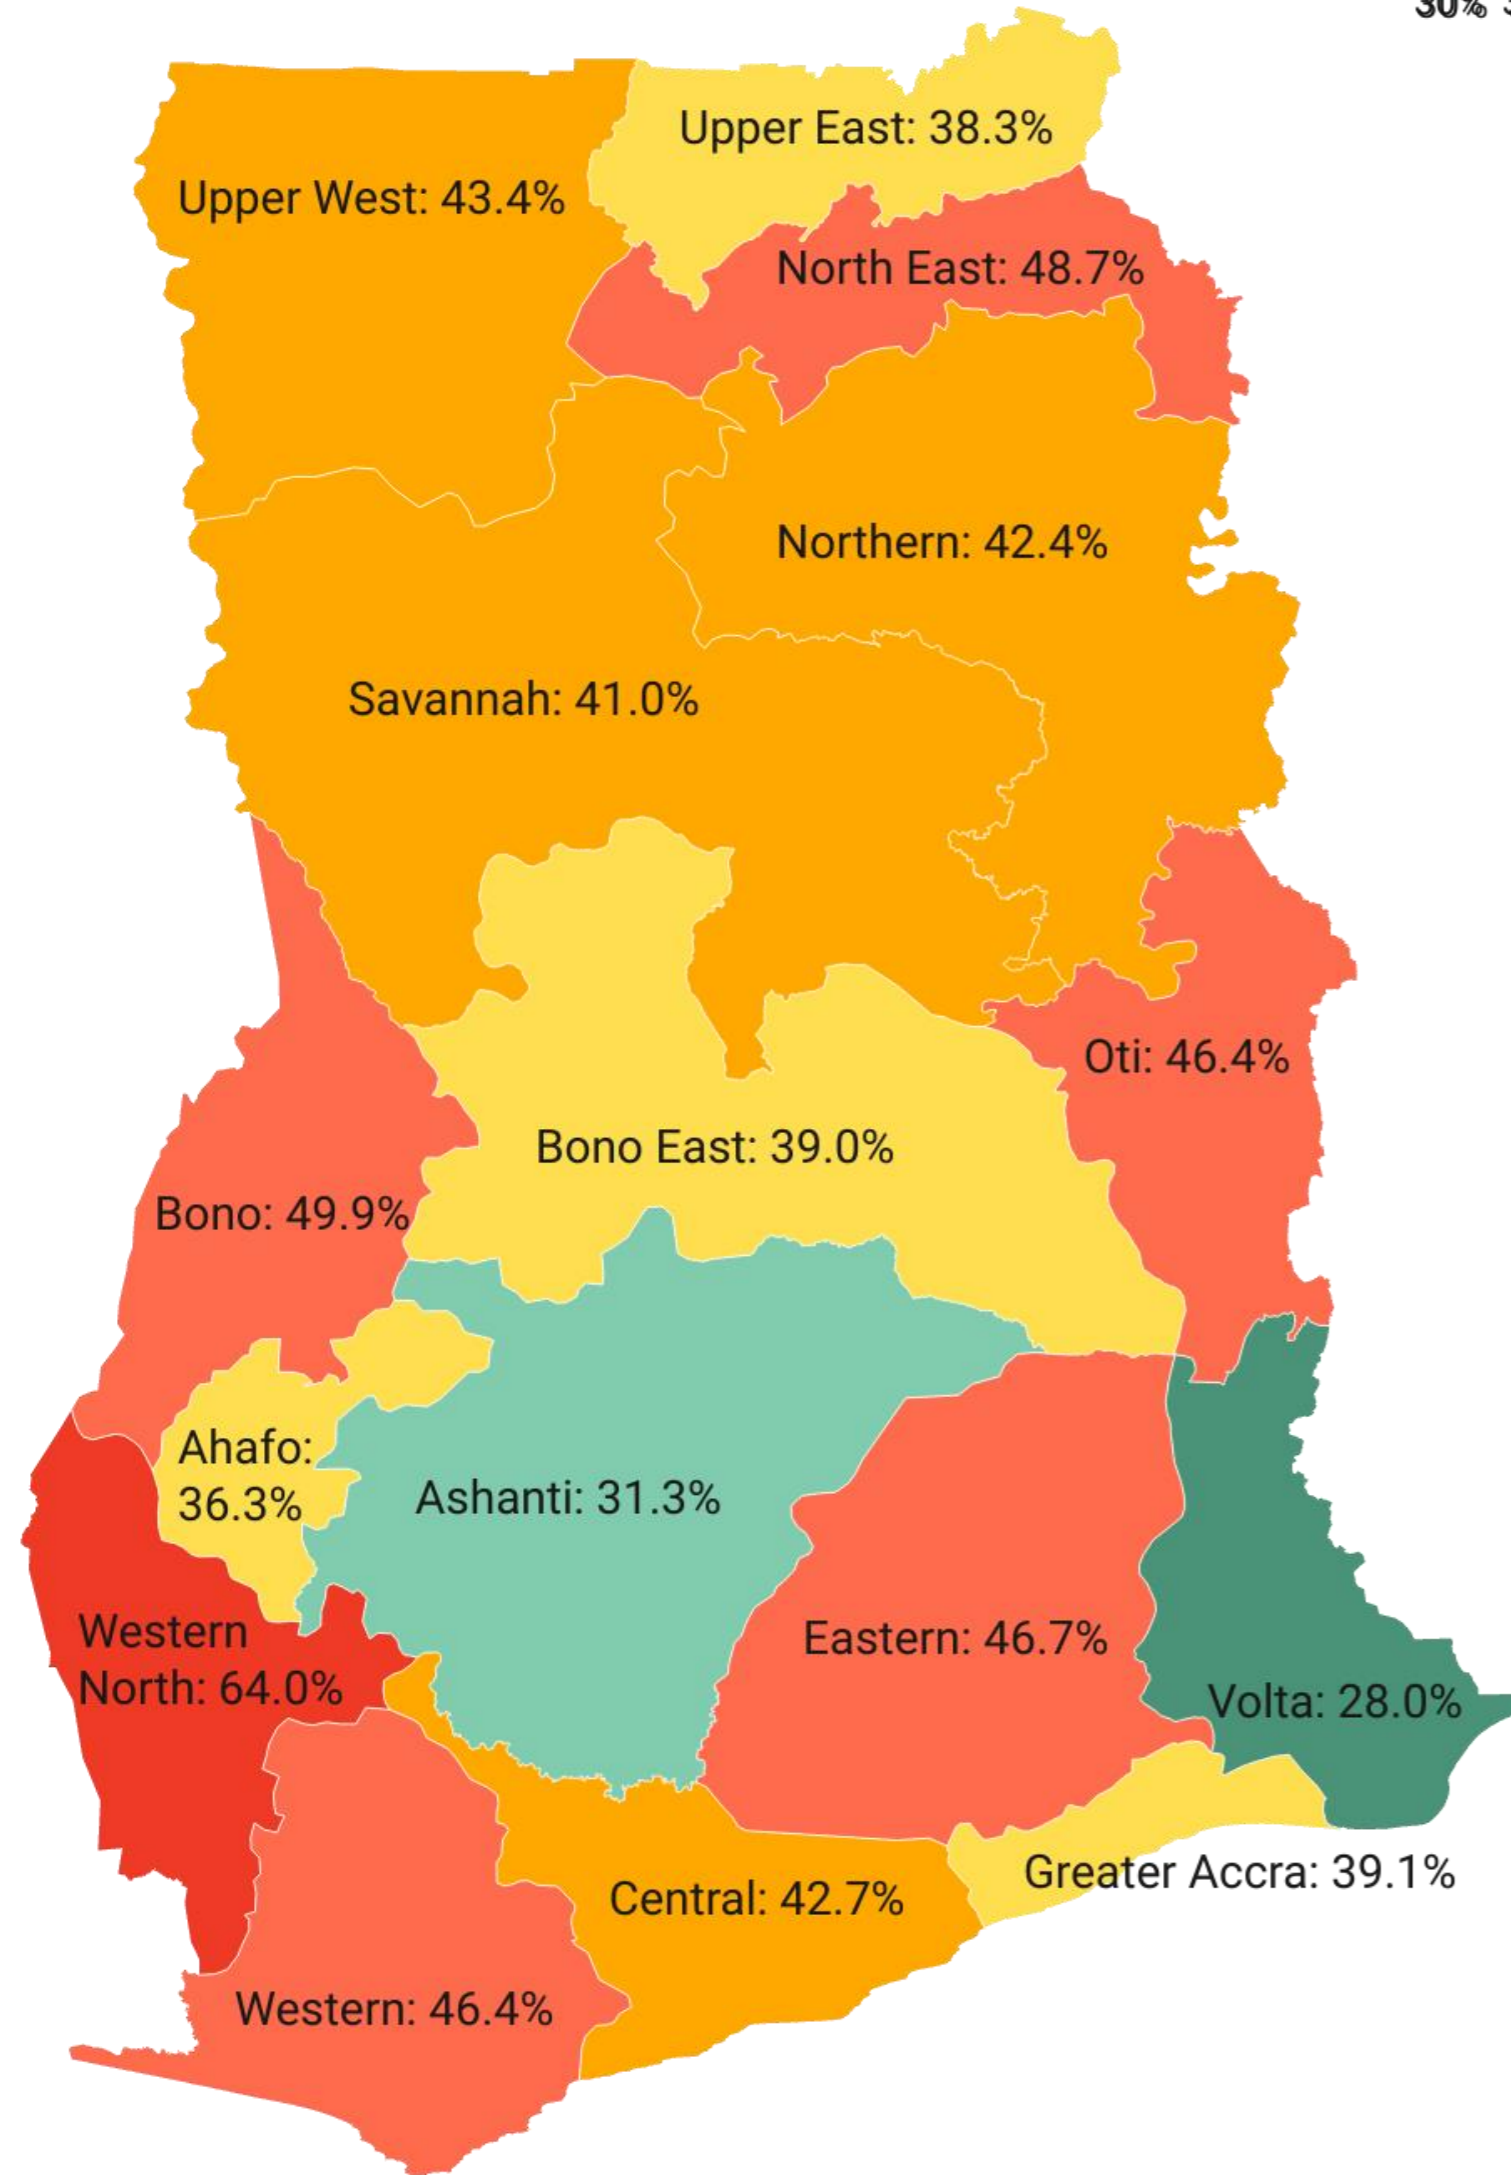 30%
Upper East: 38.3%
Upper West: 43.4%
North East: 48.7%
Northern: 42.4%
Savannah: 41.0%
Oti: 46.4%
Bono East: 39.0%
Bono: 49.9%
Ahafo:
36.3%
Ashanti: 31.3%
Western
North: 64.0%
Eastern: 46.7%
Volta: 28.0%
Greater Accra: 39.1%
Central: 42.7%
Western: 46.4%